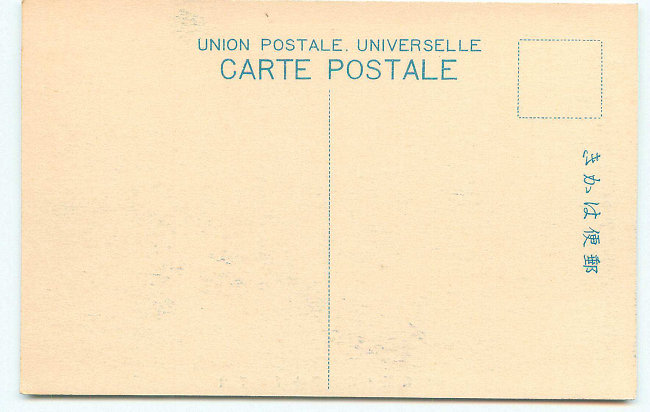 UNION POSTALE. UNIVERSELLE
CARTE POSTALE
郵便はかき